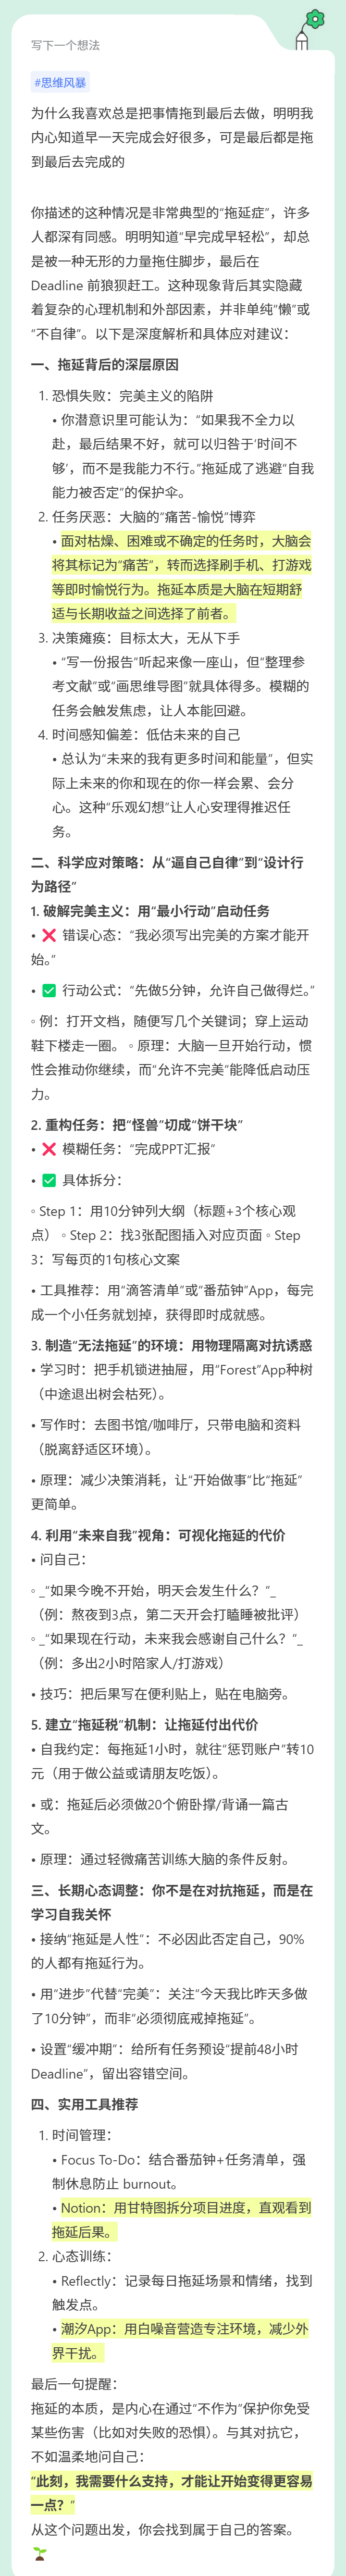 写下一个想法
#思维风暴
为什么我喜欢总是把事情拖到最后去做，明明我
内心知道早一天完成会好很多，可是最后都是拖
到最后去完成的
你描述的这种情况是非常典型的“拖延症”，许多
人都深有同感。明明知道“早完成早轻松”，却总
是被一种无形的力量拖住脚步，最后在
Deadline 前狼狈赶工。这种现象背后其实隐藏
着复杂的心理机制和外部因素，并非单纯“懒”或
“不自律”。以下是深度解析和具体应对建议：
一、拖延背后的深层原因
1. 恐惧失败：完美主义的陷阱
• 你潜意识里可能认为：“如果我不全力以
赴，最后结果不好，就可以归咎于‘时间不
够’，而不是我能力不行。”拖延成了逃避“自我
能力被否定”的保护伞。
2. 任务厌恶：大脑的“痛苦-愉悦”博弈
• 面对枯燥、困难或不确定的任务时，大脑会
将其标记为“痛苦”，转而选择刷手机、打游戏
等即时愉悦行为。拖延本质是大脑在短期舒
适与长期收益之间选择了前者。
3. 决策瘫痪：目标太大，无从下手
• “写一份报告”听起来像一座山，但“整理参
考文献”或“画思维导图”就具体得多。模糊的
任务会触发焦虑，让人本能回避。
4. 时间感知偏差：低估未来的自己
• 总认为“未来的我有更多时间和能量”，但实
际上未来的你和现在的你一样会累、会分
心。这种“乐观幻想”让人心安理得推迟任
务。
二、科学应对策略：从“逼自己自律”到“设计行
为路径”
1. 破解完美主义：用“最小行动”启动任务
• ❌ 错误心态：“我必须写出完美的方案才能开
始。”
• ✅ 行动公式：“先做5分钟，允许自己做得烂。”
◦ 例：打开文档，随便写几个关键词；穿上运动
鞋下楼走一圈。 ◦ 原理：大脑一旦开始行动，惯
性会推动你继续，而“允许不完美”能降低启动压
力。
2. 重构任务：把“怪兽”切成“饼干块”
• ❌ 模糊任务：“完成PPT汇报”
• ✅ 具体拆分：
◦ Step 1：用10分钟列大纲（标题+3个核心观
点） ◦ Step 2：找3张配图插入对应页面 ◦ Step
3：写每页的1句核心文案
• 工具推荐：用“滴答清单”或“番茄钟”App，每完
成一个小任务就划掉，获得即时成就感。
3. 制造“无法拖延”的环境：用物理隔离对抗诱惑
• 学习时：把手机锁进抽屉，用“Forest”App种树
（中途退出树会枯死）。
• 写作时：去图书馆/咖啡厅，只带电脑和资料
（脱离舒适区环境）。
• 原理：减少决策消耗，让“开始做事”比“拖延”
更简单。
4. 利用“未来自我”视角：可视化拖延的代价
• 问自己：
◦ _“如果今晚不开始，明天会发生什么？”_
（例：熬夜到3点，第二天开会打瞌睡被批评）
◦ _“如果现在行动，未来我会感谢自己什么？”_
（例：多出2小时陪家人/打游戏）
• 技巧：把后果写在便利贴上，贴在电脑旁。
5. 建立“拖延税”机制：让拖延付出代价
• 自我约定：每拖延1小时，就往“惩罚账户”转10
元（用于做公益或请朋友吃饭）。
• 或：拖延后必须做20个俯卧撑/背诵一篇古
文。
• 原理：通过轻微痛苦训练大脑的条件反射。
三、长期心态调整：你不是在对抗拖延，而是在
学习自我关怀
• 接纳“拖延是人性”：不必因此否定自己，90%
的人都有拖延行为。
• 用“进步”代替“完美”：关注“今天我比昨天多做
了10分钟”，而非“必须彻底戒掉拖延”。
• 设置“缓冲期”：给所有任务预设“提前48小时
Deadline”，留出容错空间。
四、实用工具推荐
1. 时间管理：
• Focus To-Do：结合番茄钟+任务清单，强
制休息防止 burnout。
• Notion：用甘特图拆分项目进度，直观看到
拖延后果。
2. 心态训练：
• Reflectly：记录每日拖延场景和情绪，找到
触发点。
• 潮汐App：用白噪音营造专注环境，减少外
界干扰。
最后一句提醒：
拖延的本质，是内心在通过“不作为”保护你免受
某些伤害（比如对失败的恐惧）。与其对抗它，
不如温柔地问自己：
“此刻，我需要什么支持，才能让开始变得更容易
一点？”
从这个问题出发，你会找到属于自己的答案。
🌱